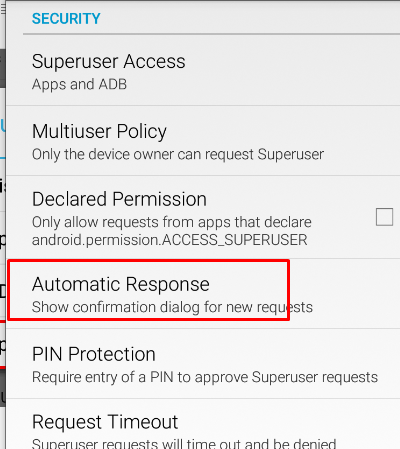 SECURITY
Superuser Access
Apps and ADB
Multiuser Policy
Only the device owner can request Superuser
Declared Permission
Only allow requests from apps that declare
android.permission.ACCESS_SUPERUSER
Automatic Response
Show confirmation dialog for new requests
PIN Protection
Require entry of a PIN to approve Superuser requests
Request Timeout
Superuser requests will time out and be denied